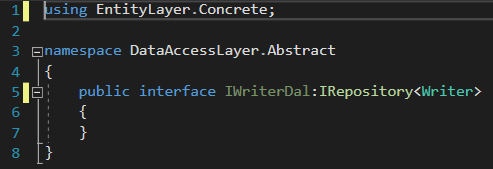 1 using EntityLayer.Concrete;
2
3 namespace DataAccessLayer.Abstract
4 {
5 public interface IWriterDal:IRepository<Writer>
6 {
7 }
8 }